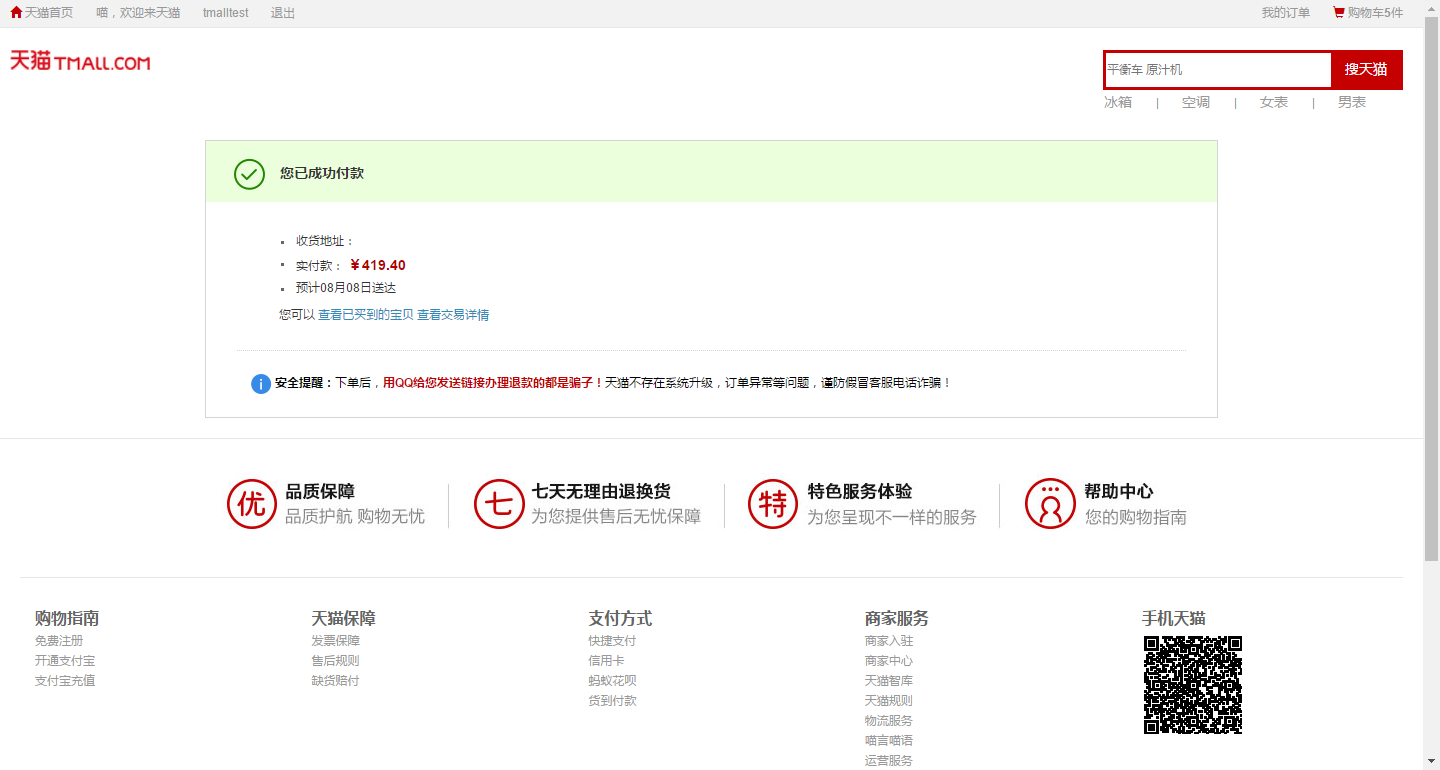 天猫首页 喵，欢迎来天猫 tmalltest 退出 我的订单 购物车5件
天猫 TMALL.COM
平衡车 原汁机 搜天猫
冰箱 | 空调 | 女表 | 男表
您已成功付款
收货地址：
实付款： ￥419.40
预计08月08日送达
您可以 查看已买到的宝贝 查看交易详情
i 安全提醒：下单后，用QQ给您发送链接办理退款的都是骗子！天猫不存在系统升级，订单异常等问题，谨防假冒客服电话诈骗！
优 品质保障
品质护航 购物无忧
七 七天无理由退换货
为您提供售后无忧保障
特 特色服务体验
为您呈现不一样的服务
帮助中心
您的购物指南
购物指南
免费注册
开通支付宝
支付宝充值
天猫保障
发票保障
售后规则
缺货赔付
支付方式
快捷支付
信用卡
蚂蚁花呗
货到付款
商家服务
商家入驻
商家中心
天猫智库
天猫规则
物流服务
喵言喵语
运营服务
手机天猫